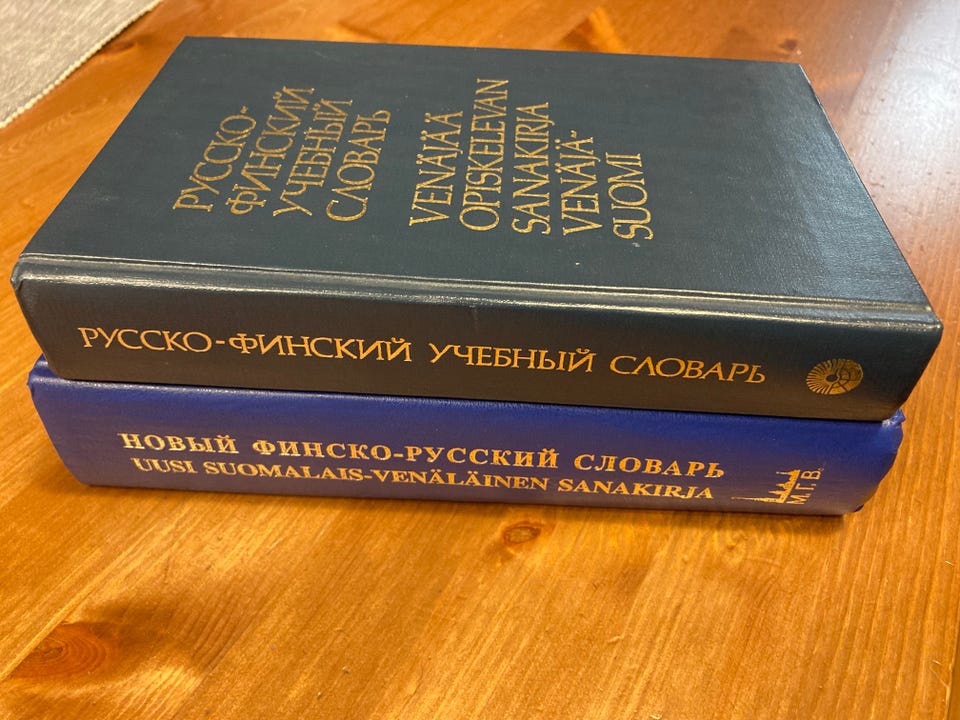 РУССКО-
ФИНСКИЙ
УЧЕБНЫЙ
СЛОВАРЬ
VENÄJÄÄ
OPISKELEVAN
SANAKIRJA
VENÄJÄ-
SUOMI
РУССКО-ФИНСКИЙ УЧЕБНЫЙ СЛОВАРЬ
НОВЫЙ ФИНСКО-РУССКИЙ СЛОВАРЬ
UUSI SUOMALAIS-VENÄLÄINEN SANAKIRJA
М. Г. В.